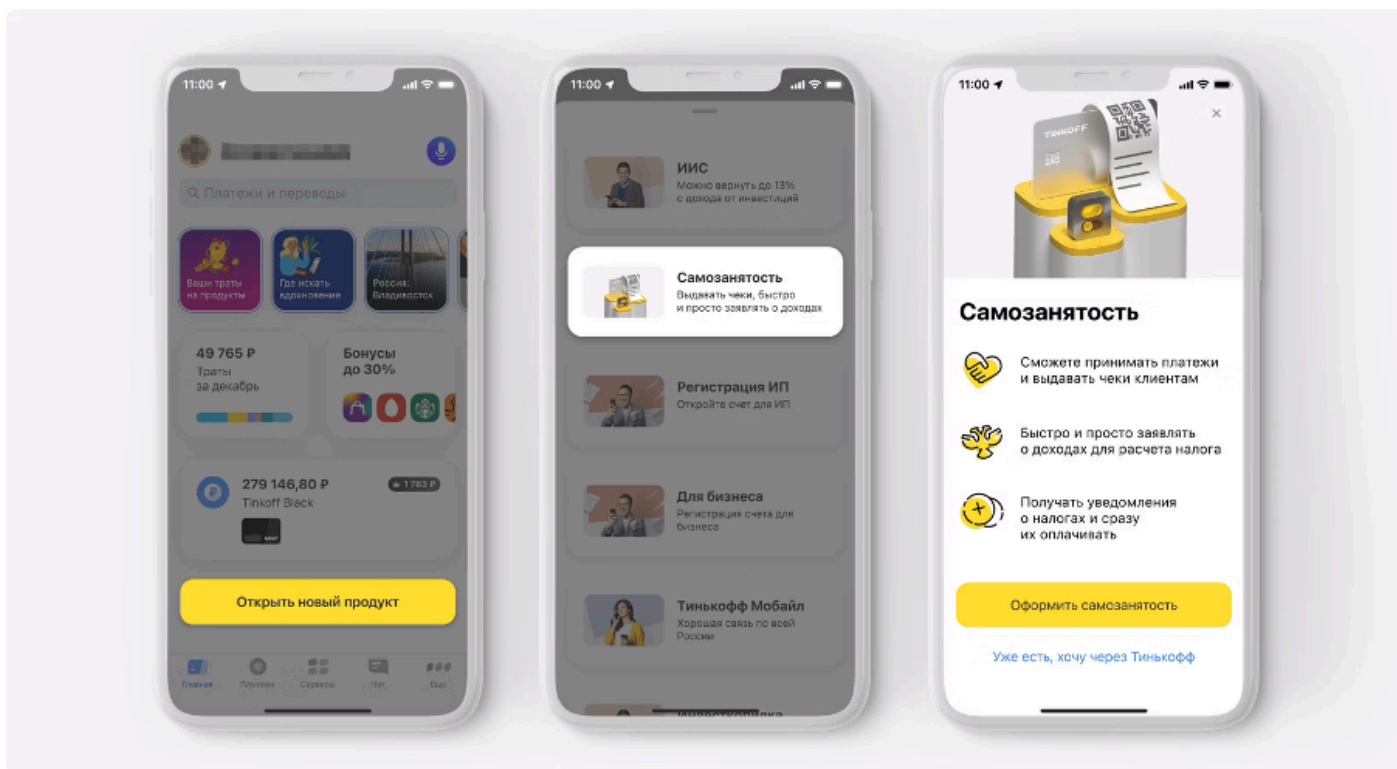 11:00
Платежи и переводы
Ваши траты
на продукты
Где искать
вдохновение
Россия:
Владивосток
49 765 ₽
Траты
за декабрь
Бонусы
до 30%
279 146,80 ₽
1 783 ₽
Tinkoff Black
Открыть новый продукт
Главная
Платежи
Сервисы
Чат
Еще
11:00
ИИС
Можно вернуть до 13%
с дохода от инвестиций
Самозанятость
Выдавать чеки, быстро
и просто заявлять о доходах
Регистрация ИП
Откройте счет для ИП
Для бизнеса
Регистрация счета для
бизнеса
Тинькофф Мобайл
Хорошая связь по всей
России
Инвесткопилка
11:00
TINKOFF
Самозанятость
Сможете принимать платежи
и выдавать чеки клиентам
Быстро и просто заявлять
о доходах для расчета налога
Получать уведомления
о налогах и сразу
их оплачивать
Оформить самозанятость
Уже есть, хочу через Тинькофф